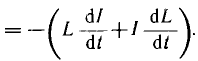 = −(L dI/dt + I dL/dt).